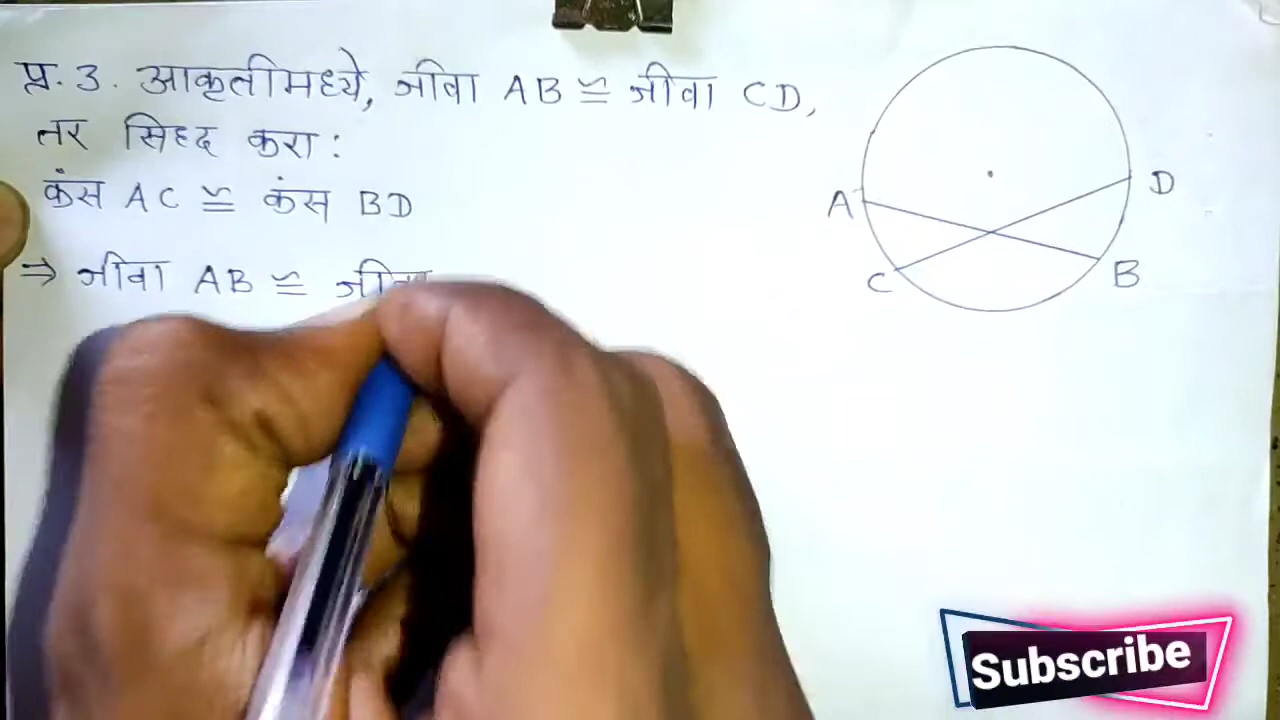 प्र. 3. आकृतीमध्ये, जीवा AB ≅ जीवा CD,
तर सिध्द करा :
कंस AC ≅ कंस BD
⇒ जीवा AB ≅
A
D
C
B
Subscribe